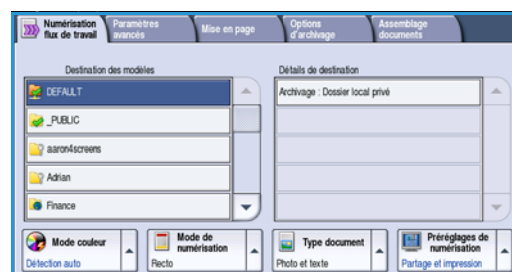 Numérisation
flux de travail
Paramètres
avancés
Mise en page
Options
d'archivage
Assemblage
documents
Destination des modèles
Détails de destination
DEFAULT
Archivage : Dossier local privé
_PUBLIC
aaron4screens
Adrian
Finance
Mode couleur
Détection auto
Mode de
numérisation
Recto
Type document
Photo et texte
Préréglages de
numérisation
Partage et impression